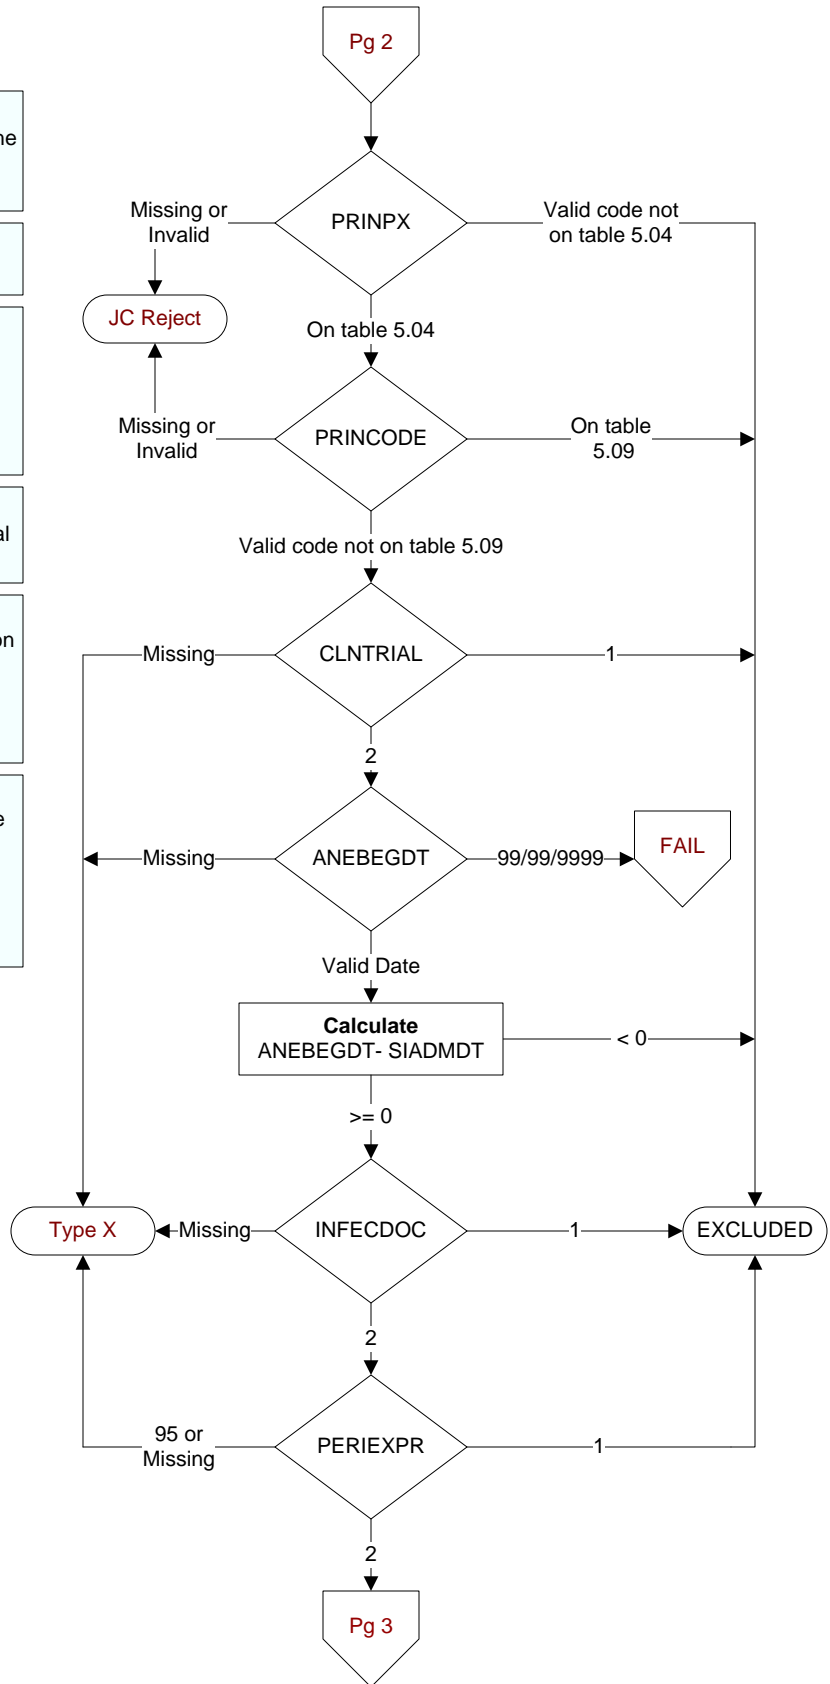 Pg 2
ne
PRINPX
Missing or
Invalid
Valid code not
on table 5.04
JC Reject
On table 5.04
PRINCODE
Missing or
Invalid
On table
5.09
al
Valid code not on table 5.09
on
CLNTRIAL
Missing
1
2
e
ANEBEGDT
Missing
99/99/9999
FAIL
Valid Date
Calculate
ANEBEGDT- SIADMDT
< 0
>= 0
Type X
Missing
INFECDOC
1
EXCLUDED
2
95 or
Missing
PERIEXPR
1
2
Pg 3